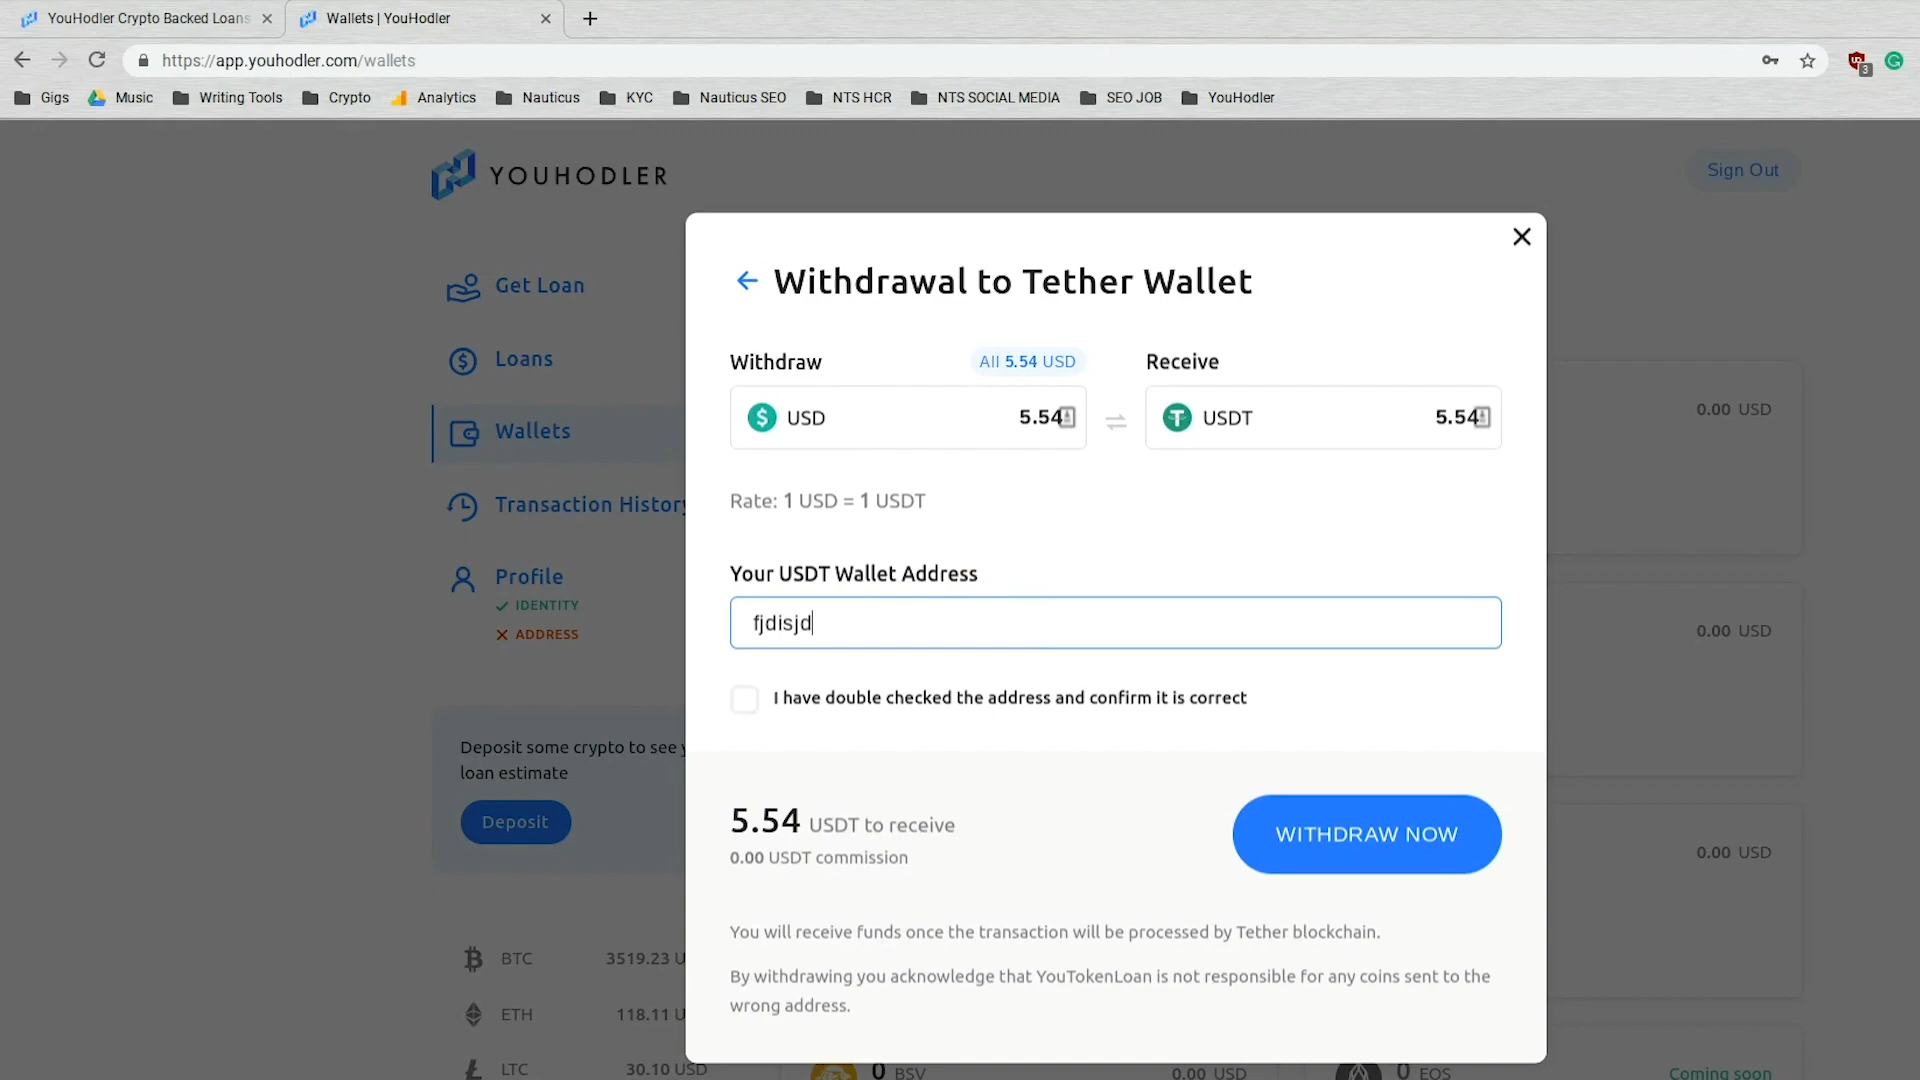 YouHodler Crypto Backed Loans
Wallets | YouHodler
https://app.youhodler.com/wallets
3
Gigs
Music
Writing Tools
Crypto
Analytics
Nauticus
KYC
Nauticus SEO
NTS HCR
NTS SOCIAL MEDIA
SEO JOB
YouHodler
YOUHODLER
Sign Out
Get Loan
Loans
Wallets
Transaction History
Profile
IDENTITY
ADDRESS
Deposit some crypto to see
loan estimate
Deposit
BTC 3519.23 U
ETH 118.11 U
LTC 30.10 USD
Withdrawal to Tether Wallet
Withdraw
All 5.54 USD
Receive
USD 5.54
USDT 5.54
Rate: 1 USD = 1 USDT
Your USDT Wallet Address
fjdisjd
I have double checked the address and confirm it is correct
5.54 USDT to receive
0.00 USDT commission
WITHDRAW NOW
You will receive funds once the transaction will be processed by Tether blockchain.
By withdrawing you acknowledge that YouTokenLoan is not responsible for any coins sent to the
wrong address.
0.00 USD
0.00 USD
0.00 USD
0 BSV
0.00 USD
0 EOS
Coming soon